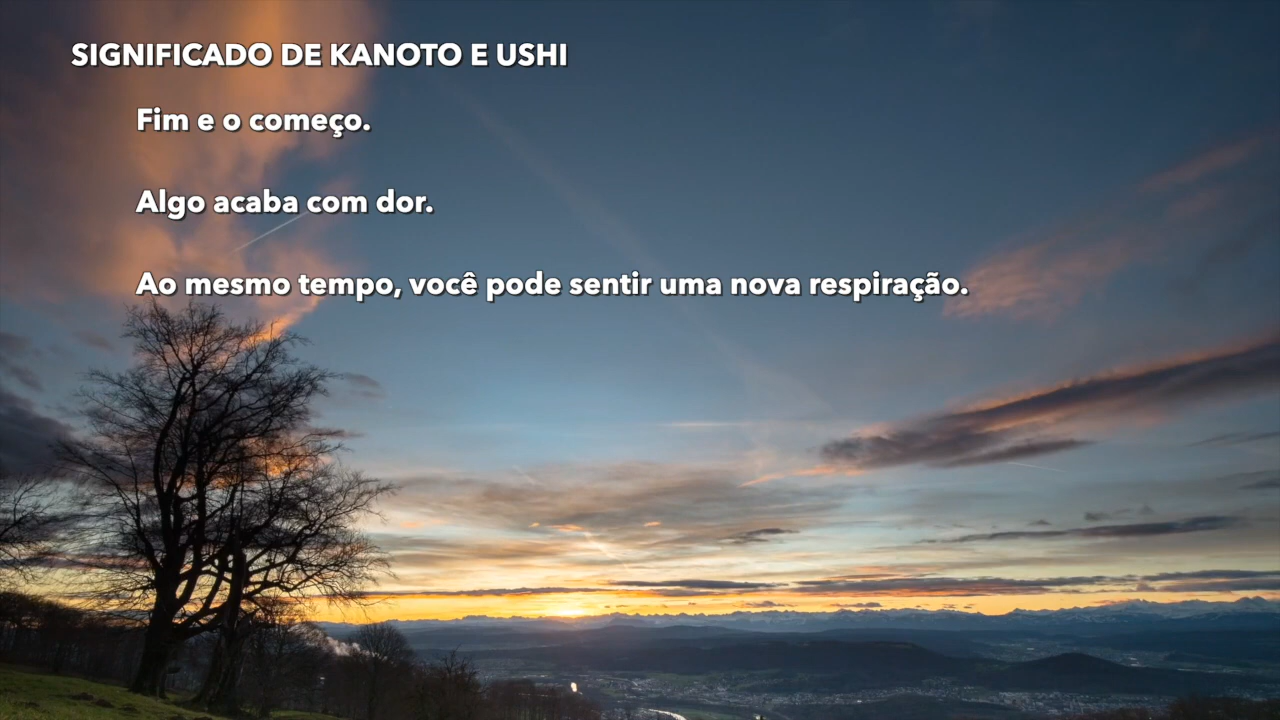 SIGNIFICADO DE KANOTO E USHI
Fim e o começo.
Algo acaba com dor.
Ao mesmo tempo, você pode sentir uma nova respiração.